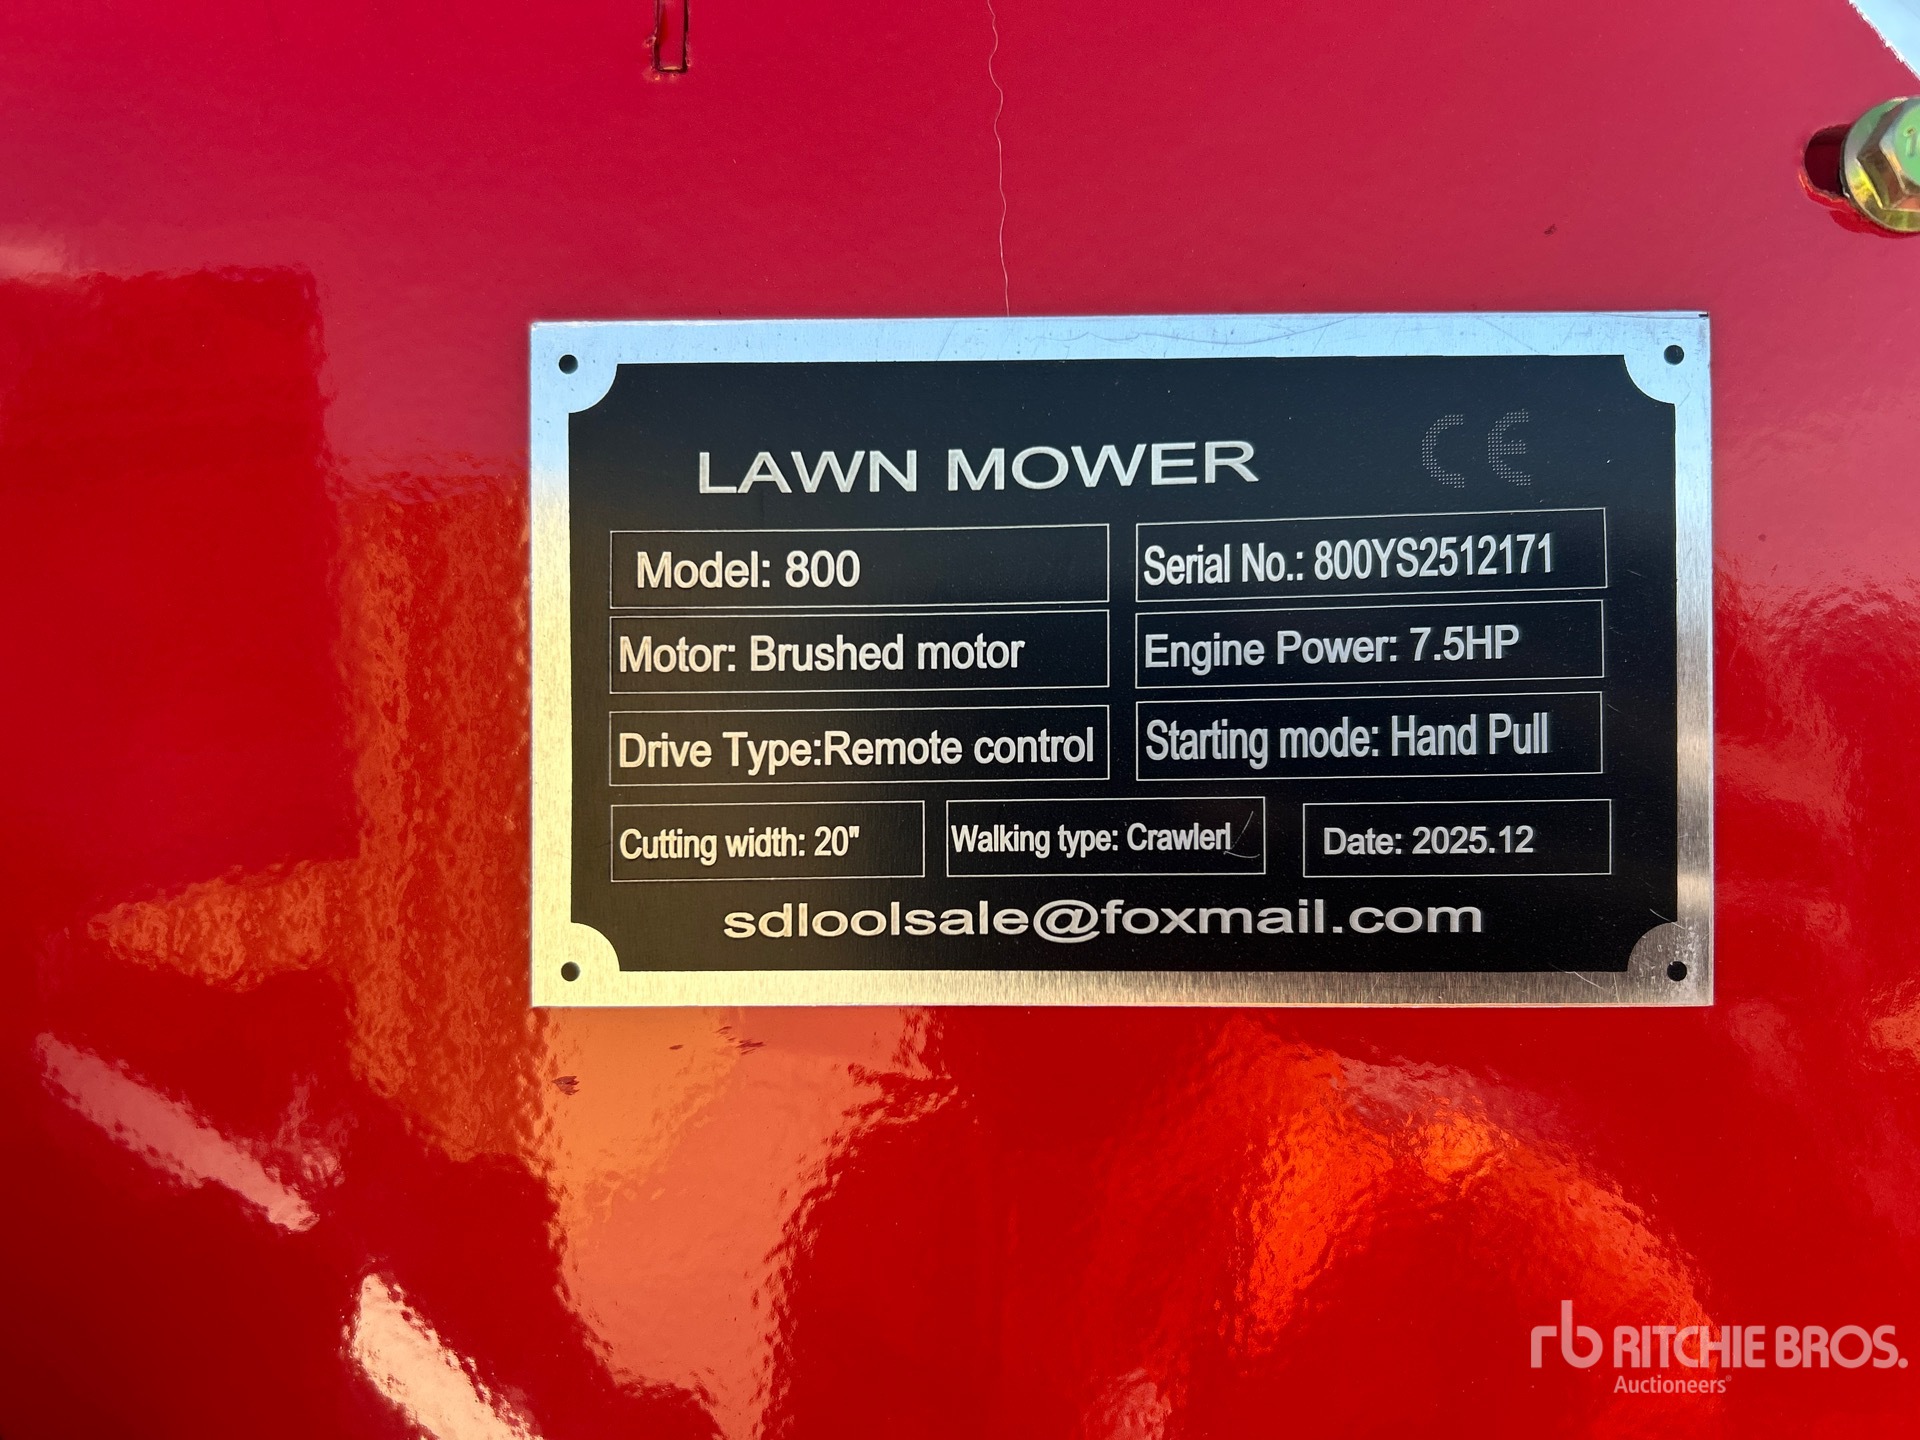 LAWN MOWER CE
Model: 800
Serial No.: 800YS2512171
Motor: Brushed motor
Engine Power: 7.5HP
Drive Type:Remote control
Starting mode: Hand Pull
Cutting width: 20"
Walking type: Crawlerl
Date: 2025.12
sdloolsale@foxmail.com
rb RITCHIE BROS.
Auctioneers®